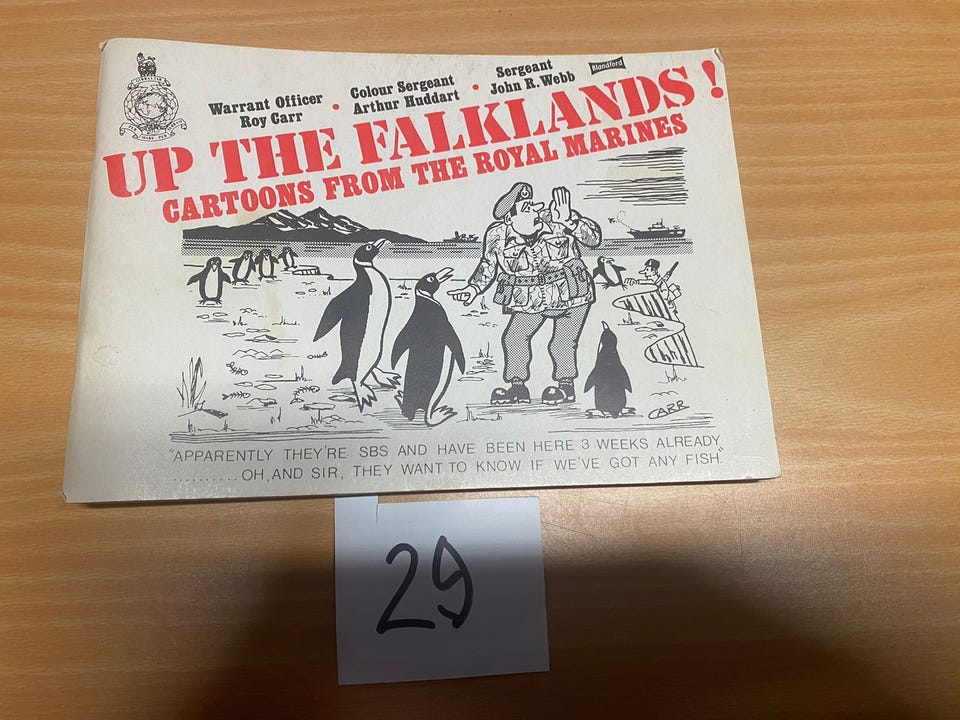 Warrant Officer
Roy Carr
Colour Sergeant
Arthur Huddart
Sergeant
John R. Webb
Blandford
UP THE FALKLANDS!
CARTOONS FROM THE ROYAL MARINES
CARR
"APPARENTLY THEY'RE SBS AND HAVE BEEN HERE 3 WEEKS ALREADY
..........OH, AND SIR, THEY WANT TO KNOW IF WE'VE GOT ANY FISH."
29